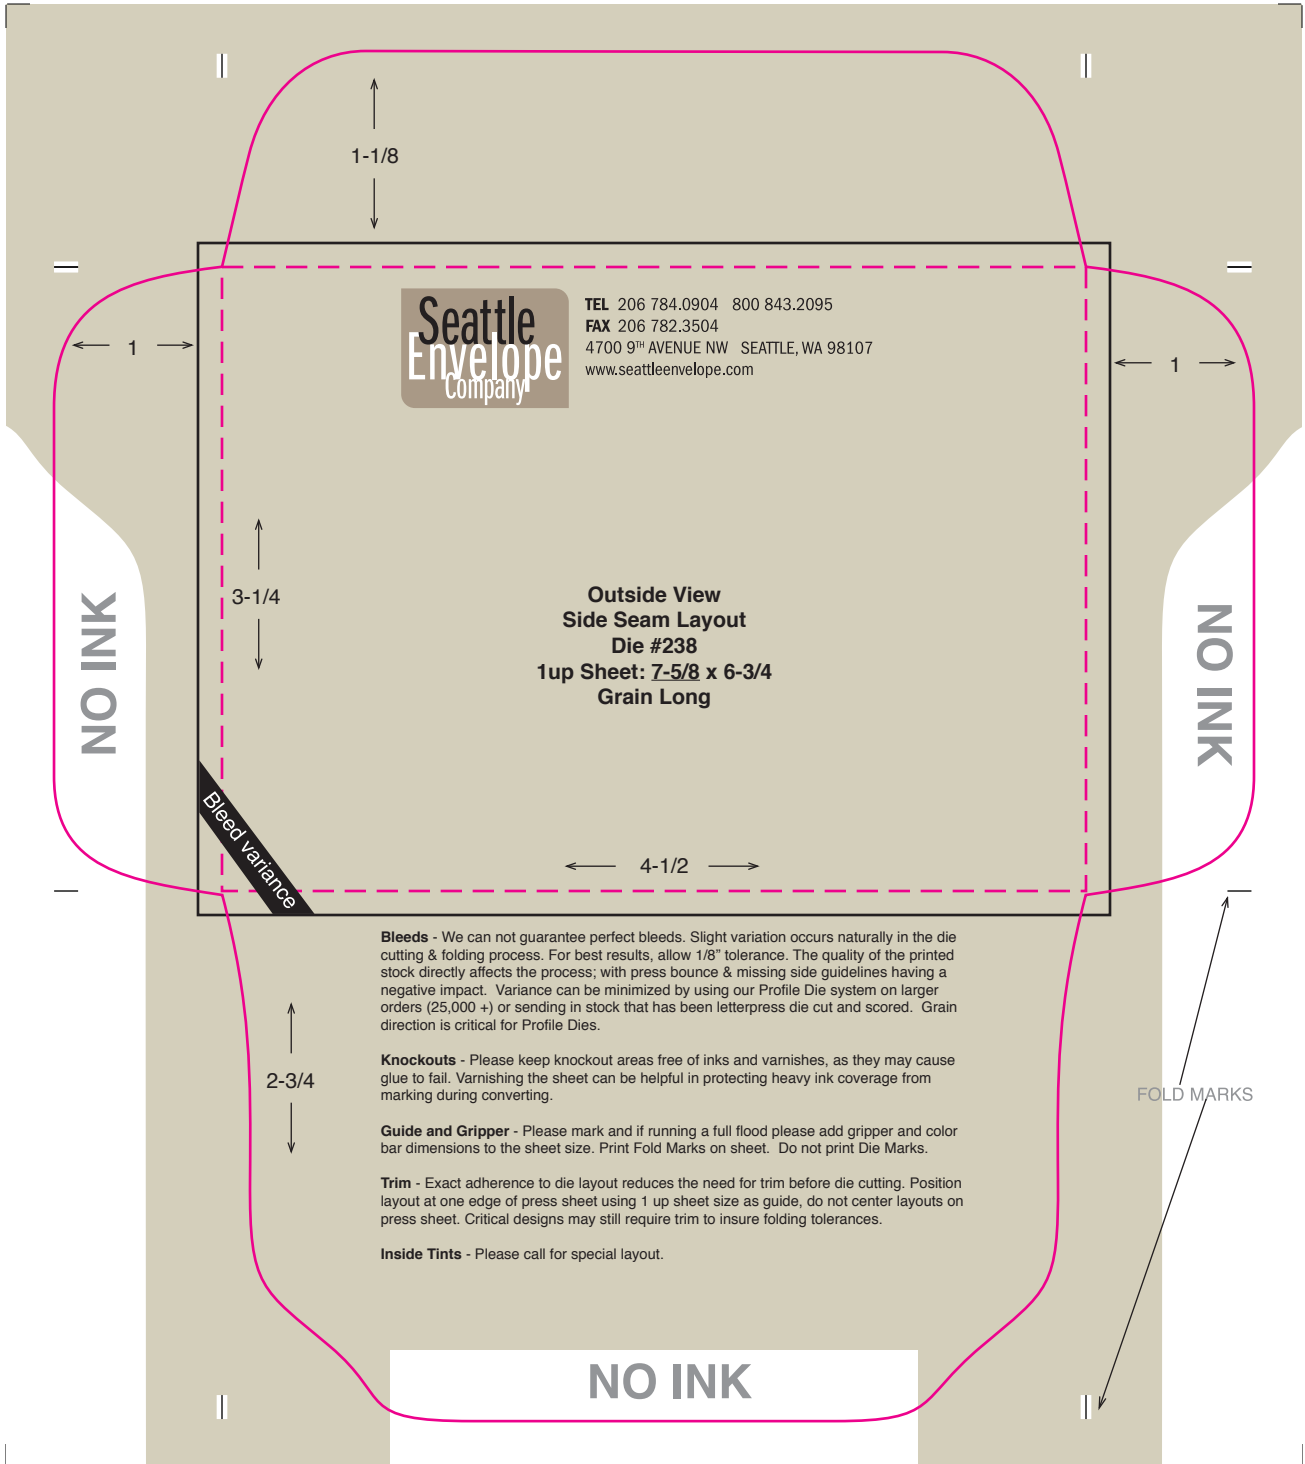 1-1/8
Seattle
Envelope
Company
TEL 206 784.0904 800 843.2095
FAX 206 782.3504
4700 9TH AVENUE NW SEATTLE, WA 98107
www.seattleenvelope.com
1
1
3-1/4
Outside View
Side Seam Layout
Die #238
1up Sheet: 7-5/8 x 6-3/4
Grain Long
NO INK
NO INK
Bleed variance
4-1/2
Bleeds - We can not guarantee perfect bleeds. Slight variation occurs naturally in the die
cutting & folding process. For best results, allow 1/8” tolerance. The quality of the printed
stock directly affects the process; with press bounce & missing side guidelines having a
negative impact. Variance can be minimized by using our Profile Die system on larger
orders (25,000 +) or sending in stock that has been letterpress die cut and scored. Grain
direction is critical for Profile Dies.
Knockouts - Please keep knockout areas free of inks and varnishes, as they may cause
glue to fail. Varnishing the sheet can be helpful in protecting heavy ink coverage from
marking during converting.
2-3/4
FOLD MARKS
Guide and Gripper - Please mark and if running a full flood please add gripper and color
bar dimensions to the sheet size. Print Fold Marks on sheet. Do not print Die Marks.
Trim - Exact adherence to die layout reduces the need for trim before die cutting. Position
layout at one edge of press sheet using 1 up sheet size as guide, do not center layouts on
press sheet. Critical designs may still require trim to insure folding tolerances.
Inside Tints - Please call for special layout.
NO INK